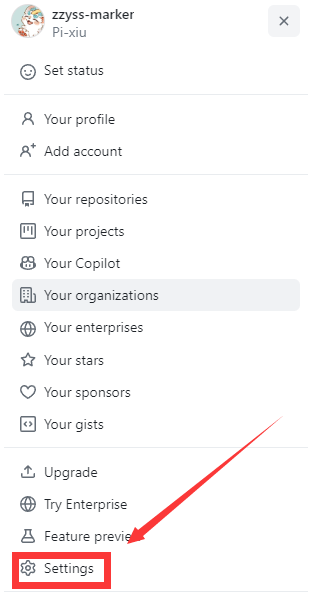 zzyss-marker
Pi-xiu
Set status
Your profile
Add account
Your repositories
Your projects
Your Copilot
Your organizations
Your enterprises
Your stars
Your sponsors
Your gists
Upgrade
Try Enterprise
Feature previe
Settings